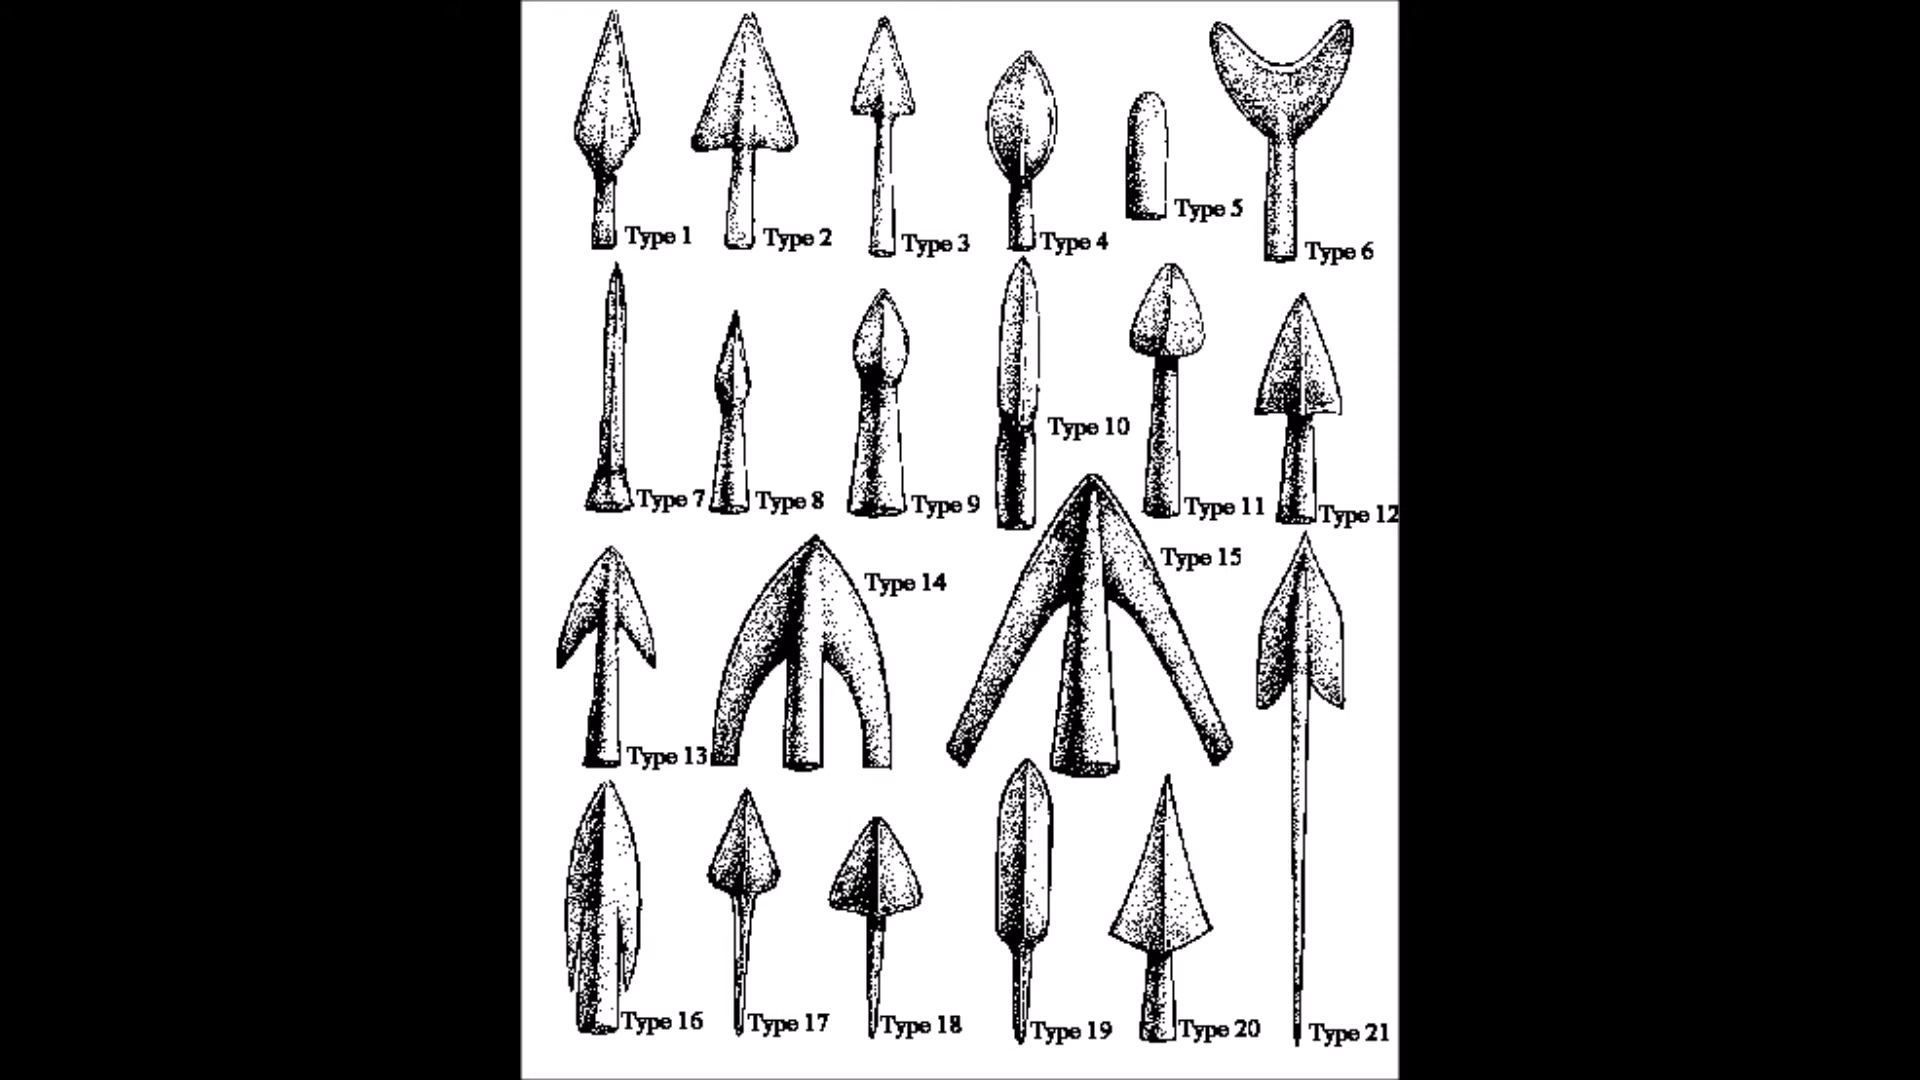 Type 1
Type 2
Type 3
Type 4
Type 5
Type 6
Type 7
Type 8
Type 9
Type 10
Type 11
Type 12
Type 13
Type 14
Type 15
Type 16
Type 17
Type 18
Type 19
Type 20
Type 21